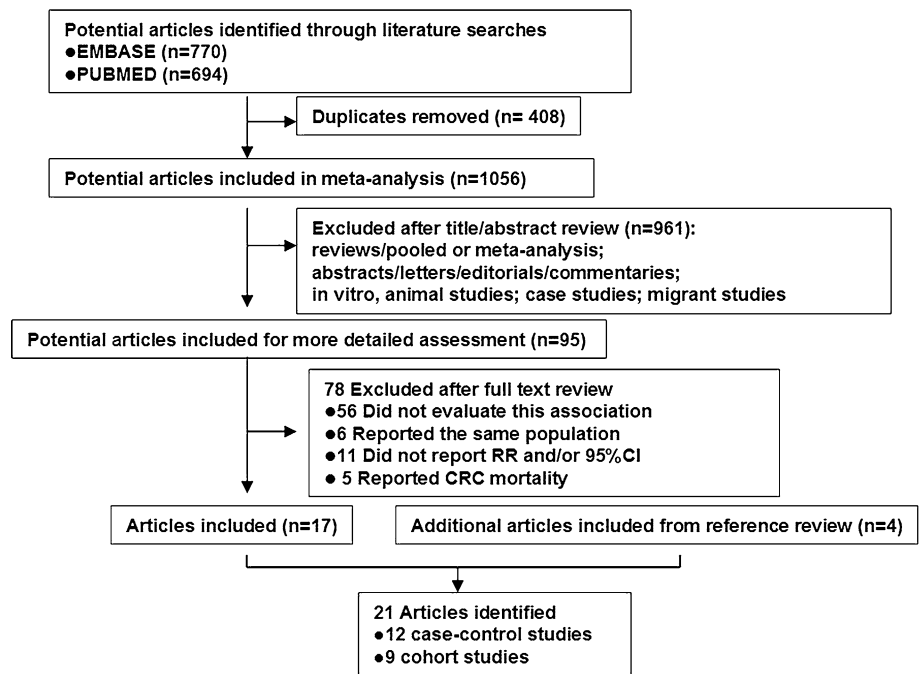 Potential articles identified through literature searches
●EMBASE (n=770)
●PUBMED (n=694)
Duplicates removed (n= 408)
Potential articles included in meta-analysis (n=1056)
Excluded after title/abstract review (n=961):
reviews/pooled or meta-analysis;
abstracts/letters/editorials/commentaries;
in vitro, animal studies; case studies; migrant studies
Potential articles included for more detailed assessment (n=95)
78 Excluded after full text review
●56 Did not evaluate this association
●6 Reported the same population
●11 Did not report RR and/or 95%CI
● 5 Reported CRC mortality
Articles included (n=17)
Additional articles included from reference review (n=4)
21 Articles identified
●12 case-control studies
●9 cohort studies